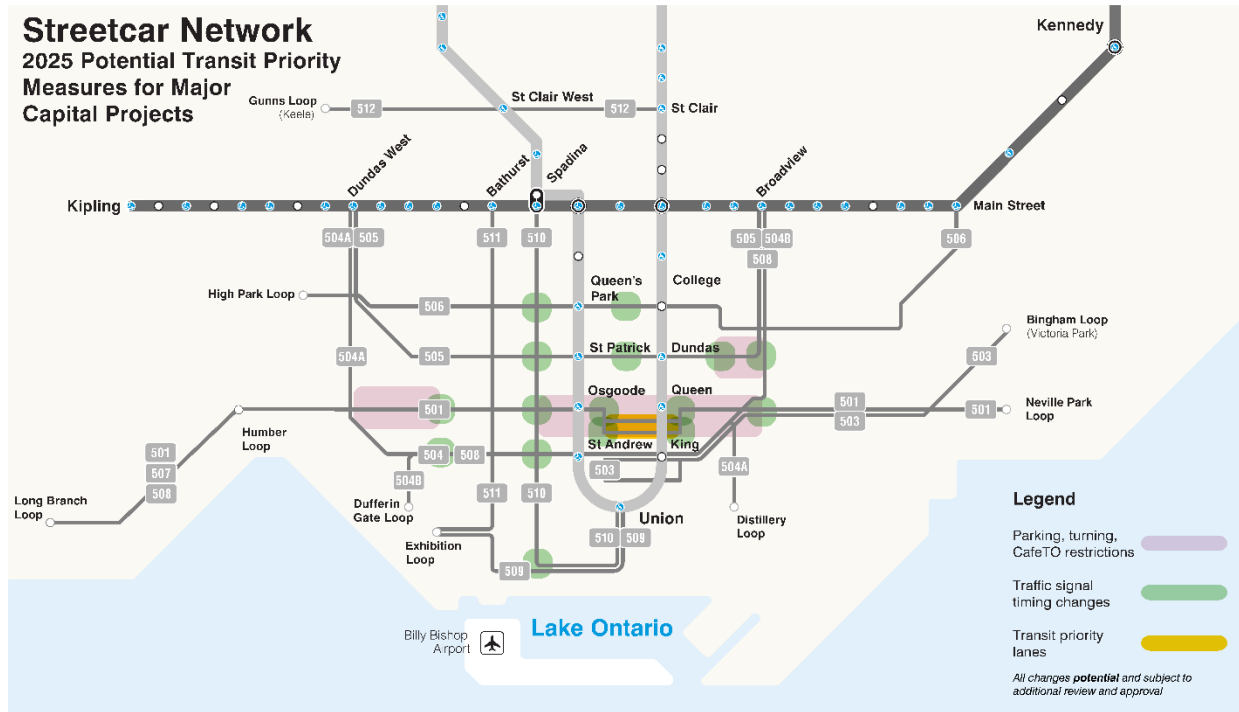 Streetcar Network
2025 Potential Transit Priority
Measures for Major
Capital Projects
Kennedy
Gunns Loop
(Keele)
512
St Clair West
512
St Clair
Dundas West
Bathurst
Spadina
Broadview
Kipling
Main Street
504A
505
511
510
505
504B
508
506
High Park Loop
506
Queen's
Park
College
Bingham Loop
(Victoria Park)
504A
505
St Patrick
Dundas
503
Osgoode
Queen
501
501
503
501
Neville Park
Loop
Humber
Loop
501
507
508
504
508
St Andrew
King
503
504A
504B
Long Branch
Loop
Dufferin
Gate Loop
511
510
Union
Distillery
Loop
510
509
Exhibition
Loop
509
Billy Bishop
Airport
Lake Ontario
Legend
Parking, turning,
CafeTO restrictions
Traffic signal
timing changes
Transit priority
lanes
All changes potential and subject to
additional review and approval